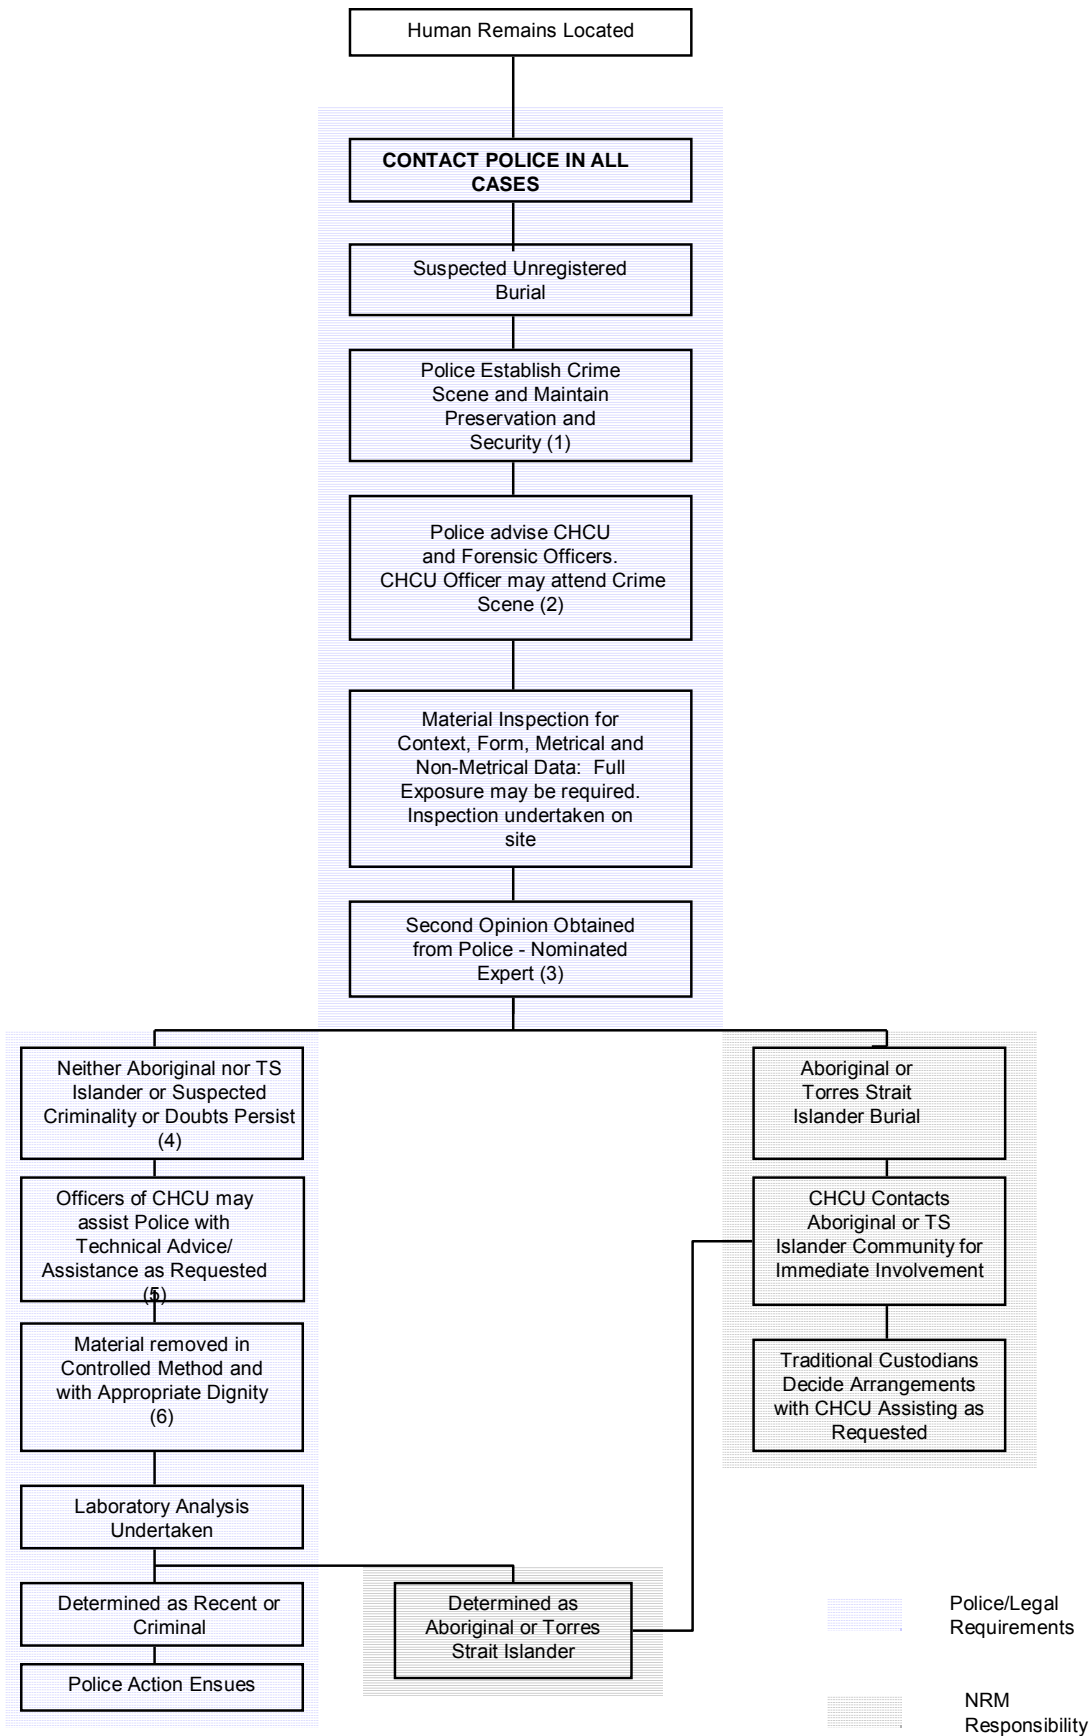 Human Remains Located
CONTACT POLICE IN ALL
CASES
Suspected Unregistered
Burial
Police Establish Crime
Scene and Maintain
Preservation and
Security (1)
Police advise CHCU
and Forensic Officers.
CHCU Officer may attend Crime
Scene (2)
Material Inspection for
Context, Form, Metrical and
Non-Metrical Data: Full
Exposure may be required.
Inspection undertaken on
site
Second Opinion Obtained
from Police - Nominated
Expert (3)
Neither Aboriginal nor TS
Islander or Suspected
Criminality or Doubts Persist
(4)
Officers of CHCU may
assist Police with
Technical Advice/
Assistance as Requested
(5)
Material removed in
Controlled Method and
with Appropriate Dignity
(6)
Laboratory Analysis
Undertaken
Determined as Recent or
Criminal
Police Action Ensues
Aboriginal or
Torres Strait
Islander Burial
CHCU Contacts
Aboriginal or TS
Islander Community for
Immediate Involvement
Traditional Custodians
Decide Arrangements
with CHCU Assisting as
Requested
Determined as
Aboriginal or Torres
Strait Islander
Police/Legal
Requirements
NRM
Responsibility